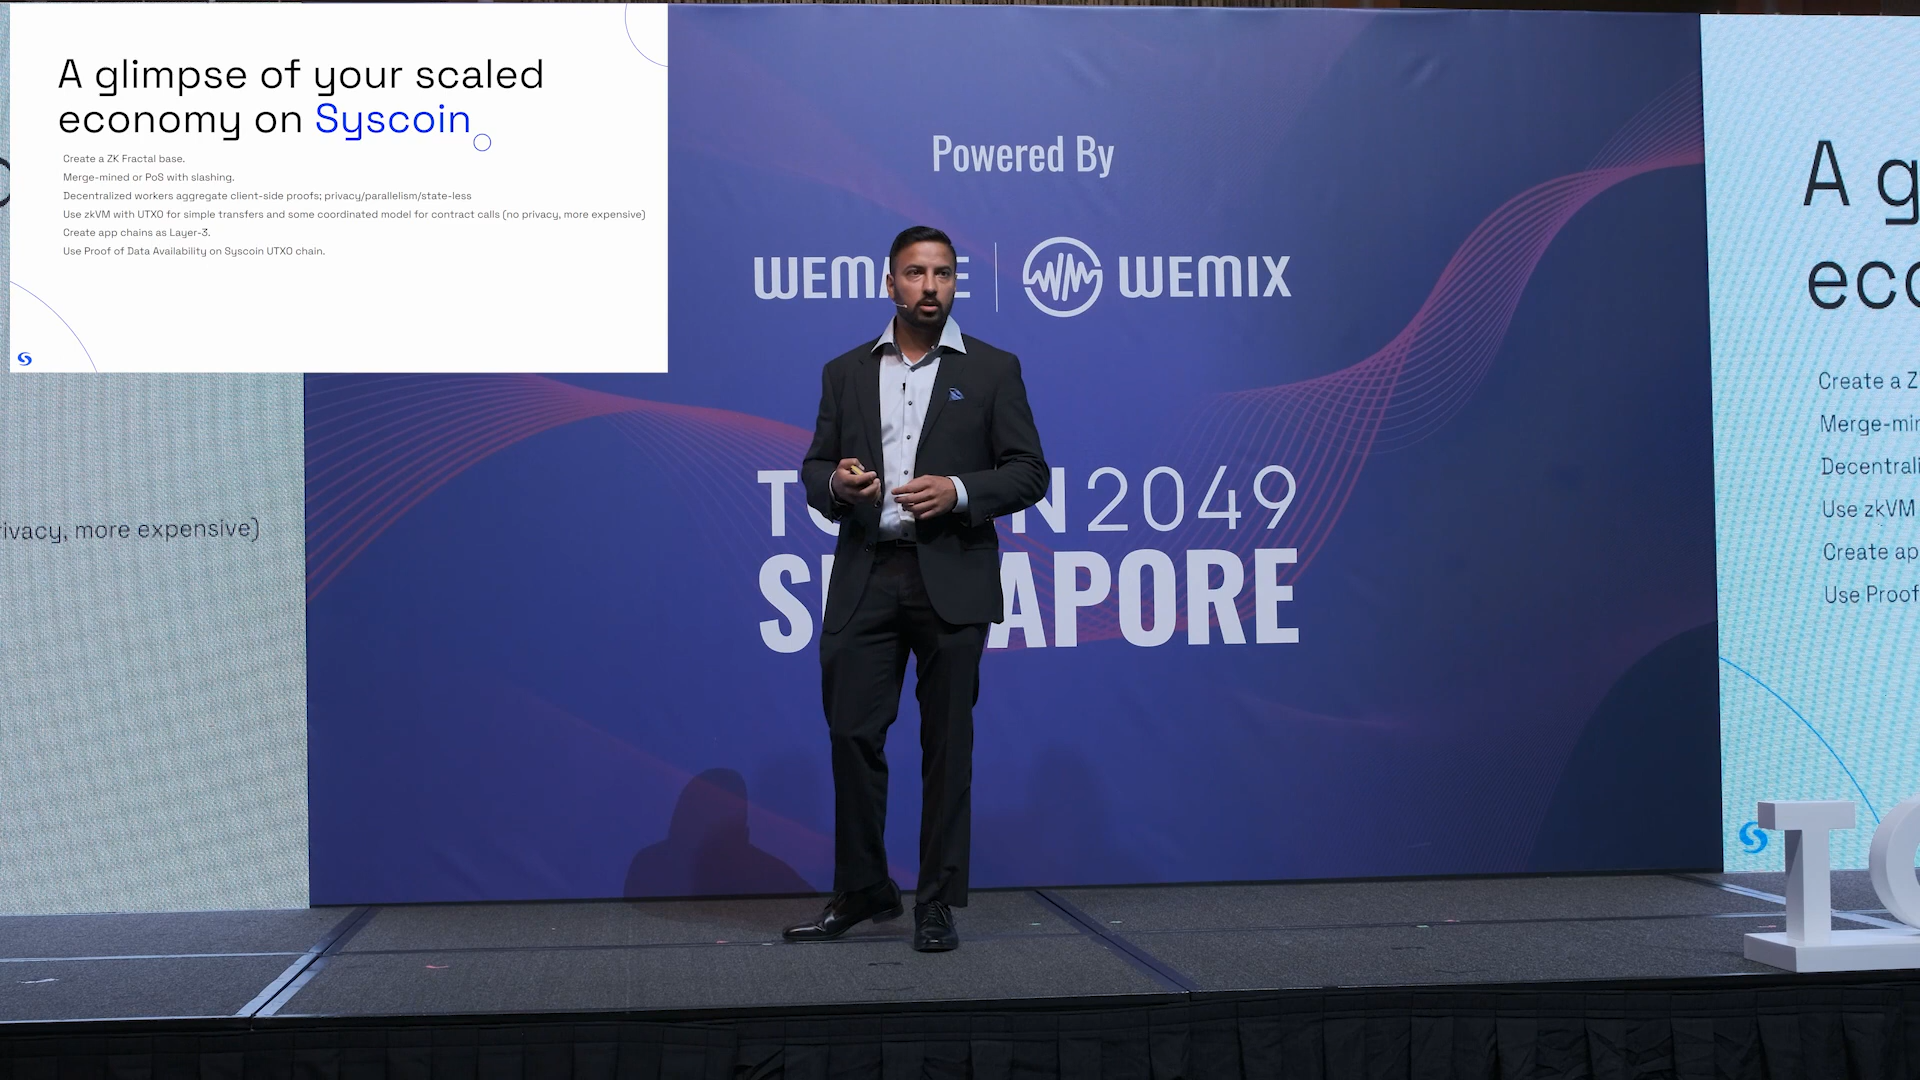 A glimpse of your scaled
economy on Syscoin
Create a ZK Fractal base.
Merge-mined or PoS with slashing.
Decentralized workers aggregate client-side proofs; privacy/parallelism/state-less
Use zkVM with UTXO for simple transfers and some coordinated model for contract calls (no privacy, more expensive)
Create app chains as Layer-3.
Use Proof of Data Availability on Syscoin UTXO chain.
rivacy, more expensive)
Powered By
WEM E
WEMIX
T N 2049
S APORE
A g
eco
Create a Z
Merge-min
Decentrali
Use zkVM
Create ap
Use Proof
TO